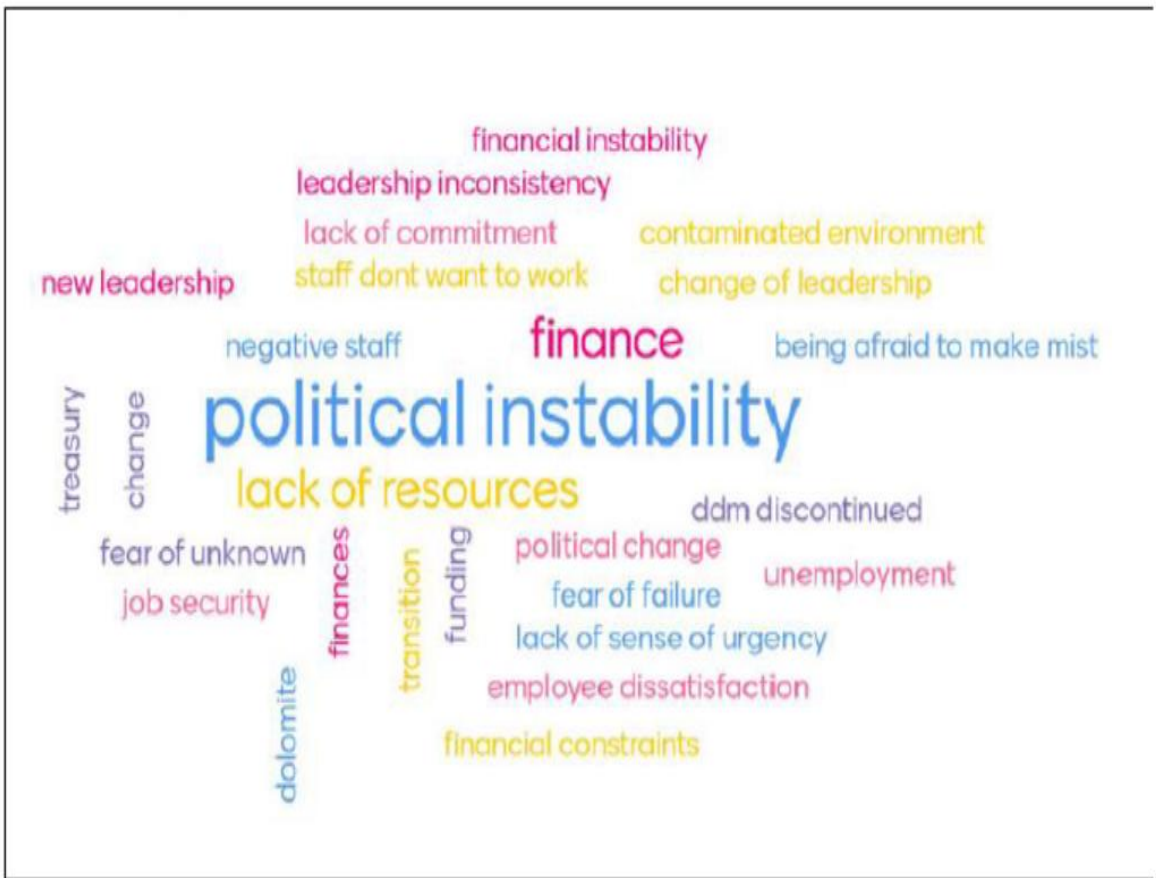 financial instability
leadership inconsistency
lack of commitment
contaminated environment
new leadership
staff dont want to work
change of leadership
negative staff
finance
being afraid to make mist
treasury
change
political instability
lack of resources
ddm discontinued
fear of unknown
finances
transition
funding
political change
unemployment
job security
fear of failure
lack of sense of urgency
dolomite
employee dissatisfaction
financial constraints